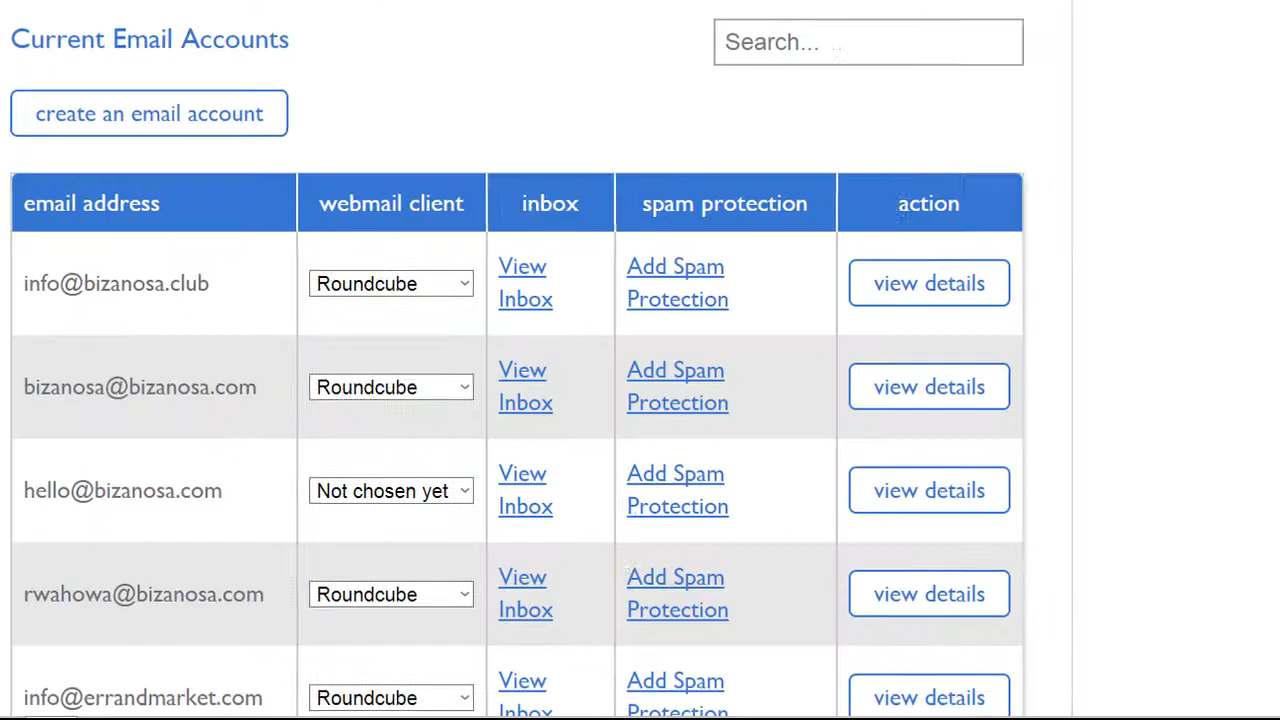 Current Email Accounts
Search...
create an email account
email address webmail client inbox spam protection action
info@bizanosa.club Roundcube View Inbox Add Spam Protection view details
bizanosa@bizanosa.com Roundcube View Inbox Add Spam Protection view details
hello@bizanosa.com Not chosen yet View Inbox Add Spam Protection view details
rwahowa@bizanosa.com Roundcube View Inbox Add Spam Protection view details
info@errandmarket.com Roundcube View Inbox Add Spam Protection view details